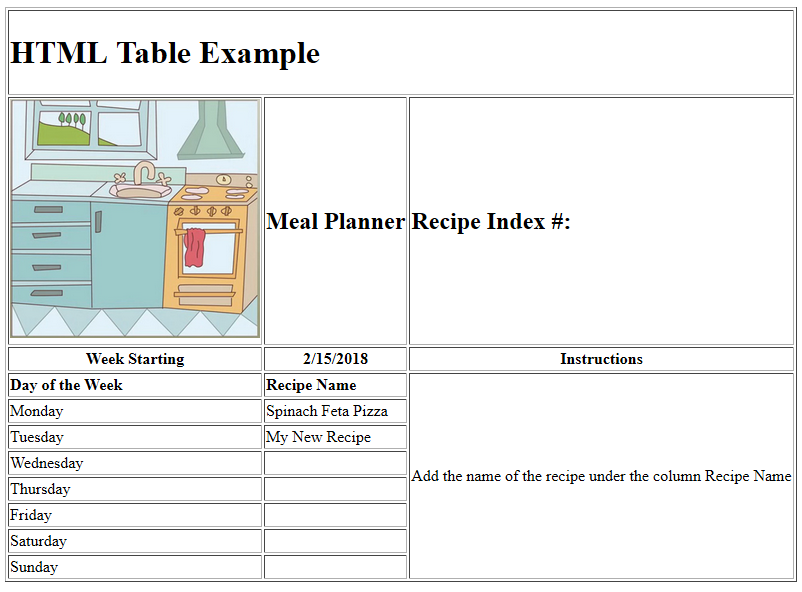 HTML Table Example
Meal Planner Recipe Index #:
Week Starting 2/15/2018 Instructions
Day of the Week Recipe Name
Monday Spinach Feta Pizza
Tuesday My New Recipe
Wednesday
Add the name of the recipe under the column Recipe Name
Thursday
Friday
Saturday
Sunday